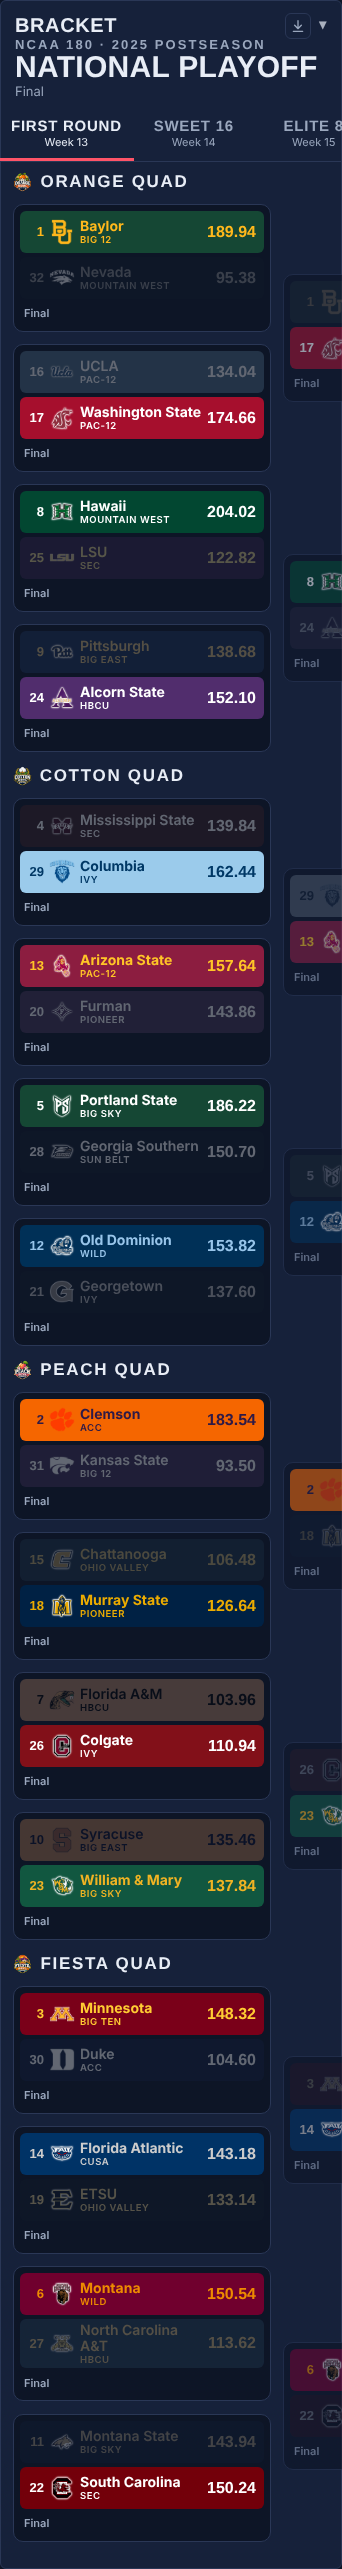 BRACKET
NCAA 180 · 2025 POSTSEASON
NATIONAL PLAYOFF
Final
FIRST ROUND
Week 13
SWEET 16
Week 14
ELITE 8
Week 15
ORANGE QUAD
1 Baylor 189.94
BIG 12
32 Nevada 95.38
MOUNTAIN WEST
Final
16 UCLA 134.04
PAC-12
17 Washington State 174.66
PAC-12
Final
8 Hawaii 204.02
MOUNTAIN WEST
25 LSU 122.82
SEC
Final
9 Pittsburgh 138.68
BIG EAST
24 Alcorn State 152.10
HBCU
Final
1
17
Final
8
24
Final
COTTON QUAD
4 Mississippi State 139.84
SEC
29 Columbia 162.44
IVY
Final
13 Arizona State 157.64
PAC-12
20 Furman 143.86
PIONEER
Final
5 Portland State 186.22
BIG SKY
28 Georgia Southern 150.70
SUN BELT
Final
12 Old Dominion 153.82
WILD
21 Georgetown 137.60
IVY
Final
29
13
Final
5
12
Final
PEACH QUAD
2 Clemson 183.54
ACC
31 Kansas State 93.50
BIG 12
Final
15 Chattanooga 106.48
OHIO VALLEY
18 Murray State 126.64
PIONEER
Final
7 Florida A&M 103.96
HBCU
26 Colgate 110.94
IVY
Final
10 Syracuse 135.46
BIG EAST
23 William & Mary 137.84
BIG SKY
Final
2
18
Final
26
23
Final
FIESTA QUAD
3 Minnesota 148.32
BIG TEN
30 Duke 104.60
ACC
Final
14 Florida Atlantic 143.18
CUSA
19 ETSU 133.14
OHIO VALLEY
Final
6 Montana 150.54
WILD
27 North Carolina A&T 113.62
HBCU
Final
11 Montana State 143.94
BIG SKY
22 South Carolina 150.24
SEC
Final
3
14
Final
6
22
Final